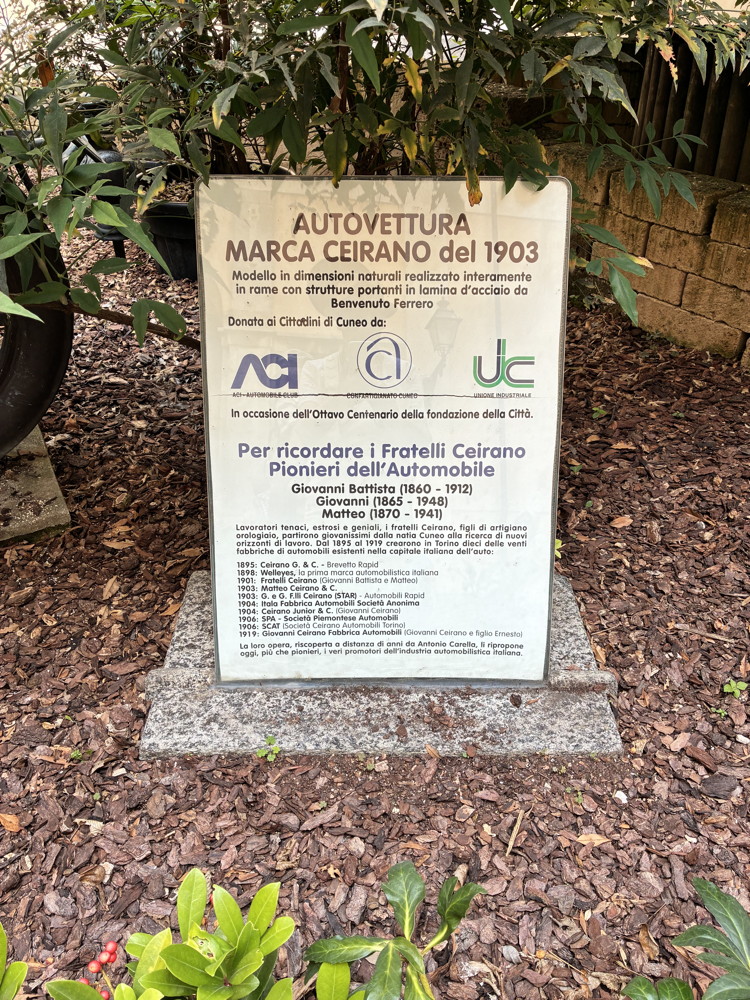 AUTOVETTURA
MARCA CEIRANO del 1903
Modello in dimensioni naturali realizzato interamente
in rame con strutture portanti in lamina d'acciaio da
Benvenuto Ferrero
Donata ai Cittadini di Cuneo da:
ACI
ACI - AUTOMOBILE CLUB
CONFARTIGIANATO CUNEO
UIC
UNIONE INDUSTRIALE
In occasione dell'Ottavo Centenario della fondazione della Città.
Per ricordare i Fratelli Ceirano
Pionieri dell'Automobile
Giovanni Battista (1860 - 1912)
Giovanni (1865 - 1948)
Matteo (1870 - 1941)
Lavoratori tenaci, estrosi e geniali, i fratelli Ceirano, figli di artigiano
orologiaio, partirono giovanissimi dalla natia Cuneo alla ricerca di nuovi
orizzonti di lavoro. Dal 1895 al 1919 crearono in Torino dieci delle venti
fabbriche di automobili esistenti nella capitale italiana dell'auto:
1895: Ceirano G. & C. - Brevetto Rapid
1898: Welleyes, la prima marca automobilistica italiana
1901: Fratelli Ceirano (Giovanni Battista e Matteo)
1903: Matteo Ceirano & C.
1903: G. e G. F.lli Ceirano (STAR) - Automobili Rapid
1904: Itala Fabbrica Automobili Società Anonima
1904: Ceirano Junior & C. (Giovanni Ceirano)
1906: SPA - Società Piemontese Automobili
1906: SCAT (Società Ceirano Automobili Torino)
1919: Giovanni Ceirano Fabbrica Automobili (Giovanni Ceirano e figlio Ernesto)
La loro opera, riscoperta a distanza di anni da Antonio Carella, li ripropone
oggi, più che pionieri, i veri promotori dell'industria automobilistica italiana.